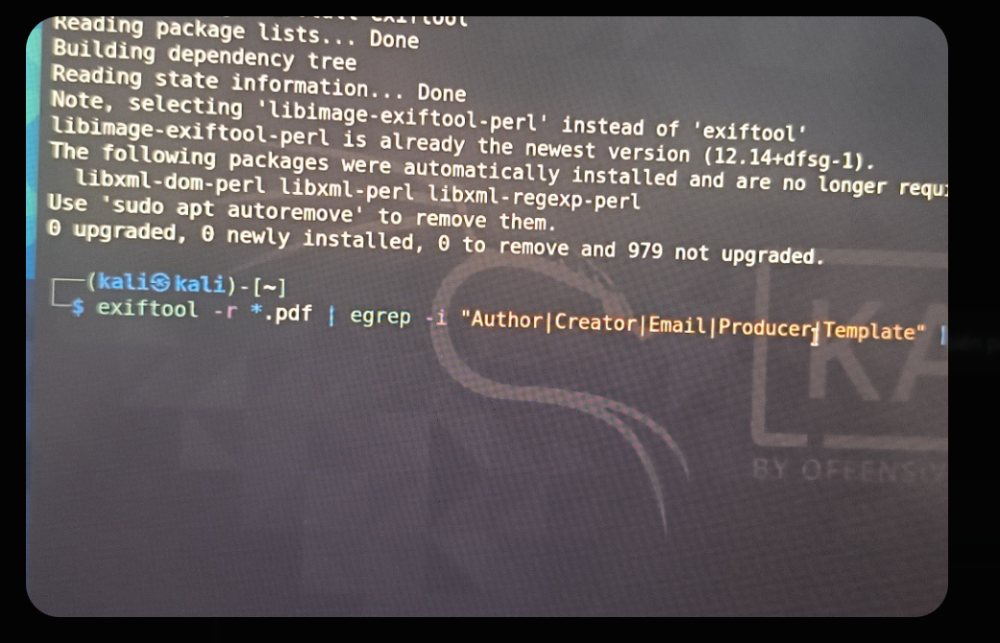 exiftool
Reading package lists... Done
Building dependency tree
Reading state information... Done
Note, selecting 'libimage-exiftool-perl' instead of 'exiftool'
libimage-exiftool-perl is already the newest version (12.14+dfsg-1).
The following packages were automatically installed and are no longer requi
  libxml-dom-perl libxml-perl libxml-regexp-perl
Use 'sudo apt autoremove' to remove them.
0 upgraded, 0 newly installed, 0 to remove and 979 not upgraded.
┌──(kali㉿kali)-[~]
└─$ exiftool -r *.pdf | egrep -i "Author|Creator|Email|Producer|Template" |
KA
BY OFFENSIV